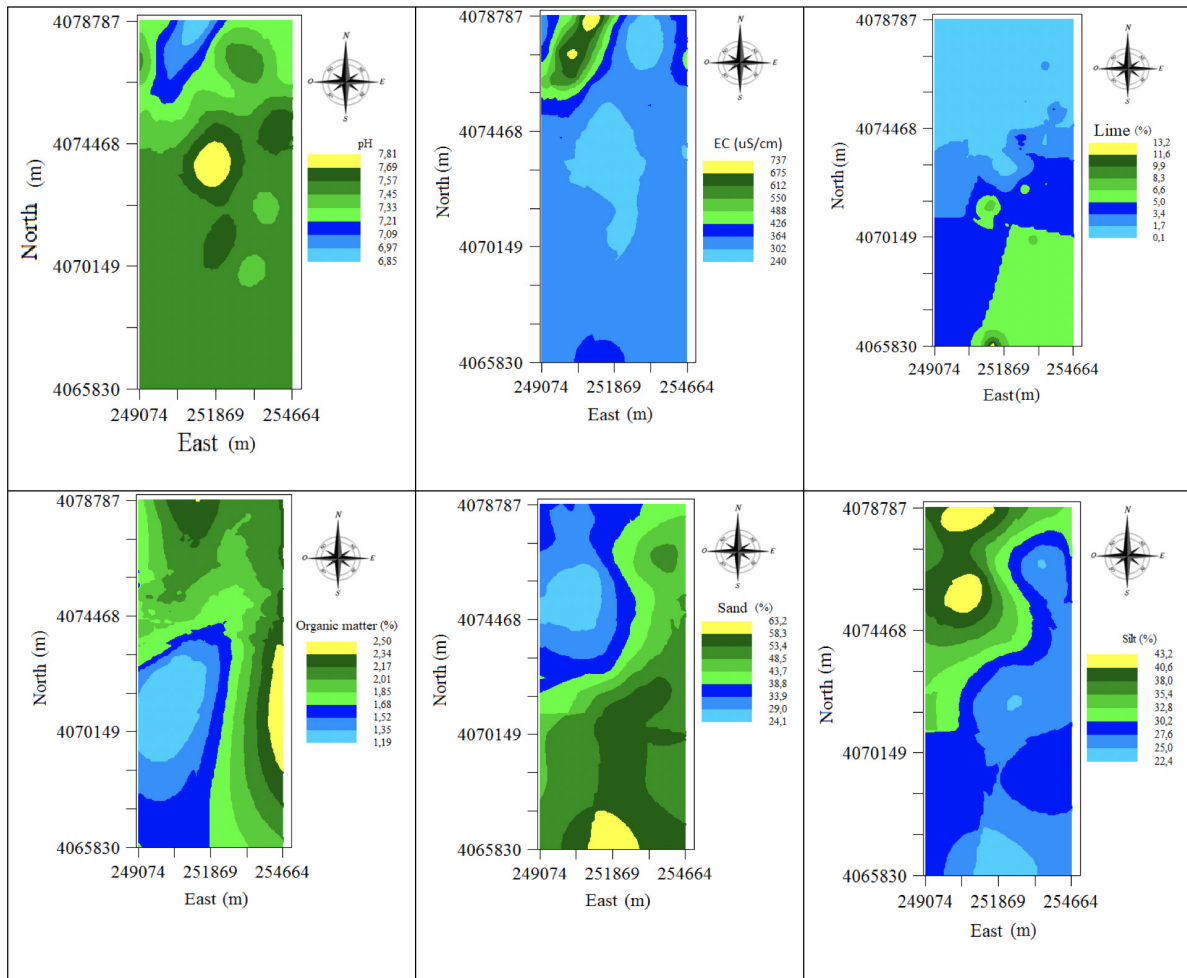 4078787
4074468
4070149
4065830
North (m)
249074 251869 254664
East (m)
N
O
E
S
pH
7,81
7,69
7,57
7,45
7,33
7,21
7,09
6,97
6,85
4078787
4074468
4070149
4065830
North (m)
249074 251869 254664
East (m)
N
O
E
S
EC (uS/cm)
737
675
612
550
488
426
364
302
240
4078787
4074468
4070149
4065830
North (m)
249074 251869 254664
East (m)
N
O
E
S
Lime (%)
13,2
11,6
9,9
8,3
6,6
5,0
3,4
1,7
0,1
4078787
4074468
4070149
4065830
North (m)
249074 251869 254664
East (m)
N
O
E
S
Organic matter (%)
2,50
2,34
2,17
2,01
1,85
1,68
1,52
1,35
1,19
4078787
4074468
4070149
4065830
North (m)
249074 251869 254664
East (m)
N
O
E
S
Sand (%)
63,2
58,3
53,4
48,5
43,7
38,8
33,9
29,0
24,1
4078787
4074468
4070149
4065830
North (m)
249074 251869 254664
East (m)
N
O
E
S
Silt (%)
43,2
40,6
38,0
35,4
32,8
30,2
27,6
25,0
22,4